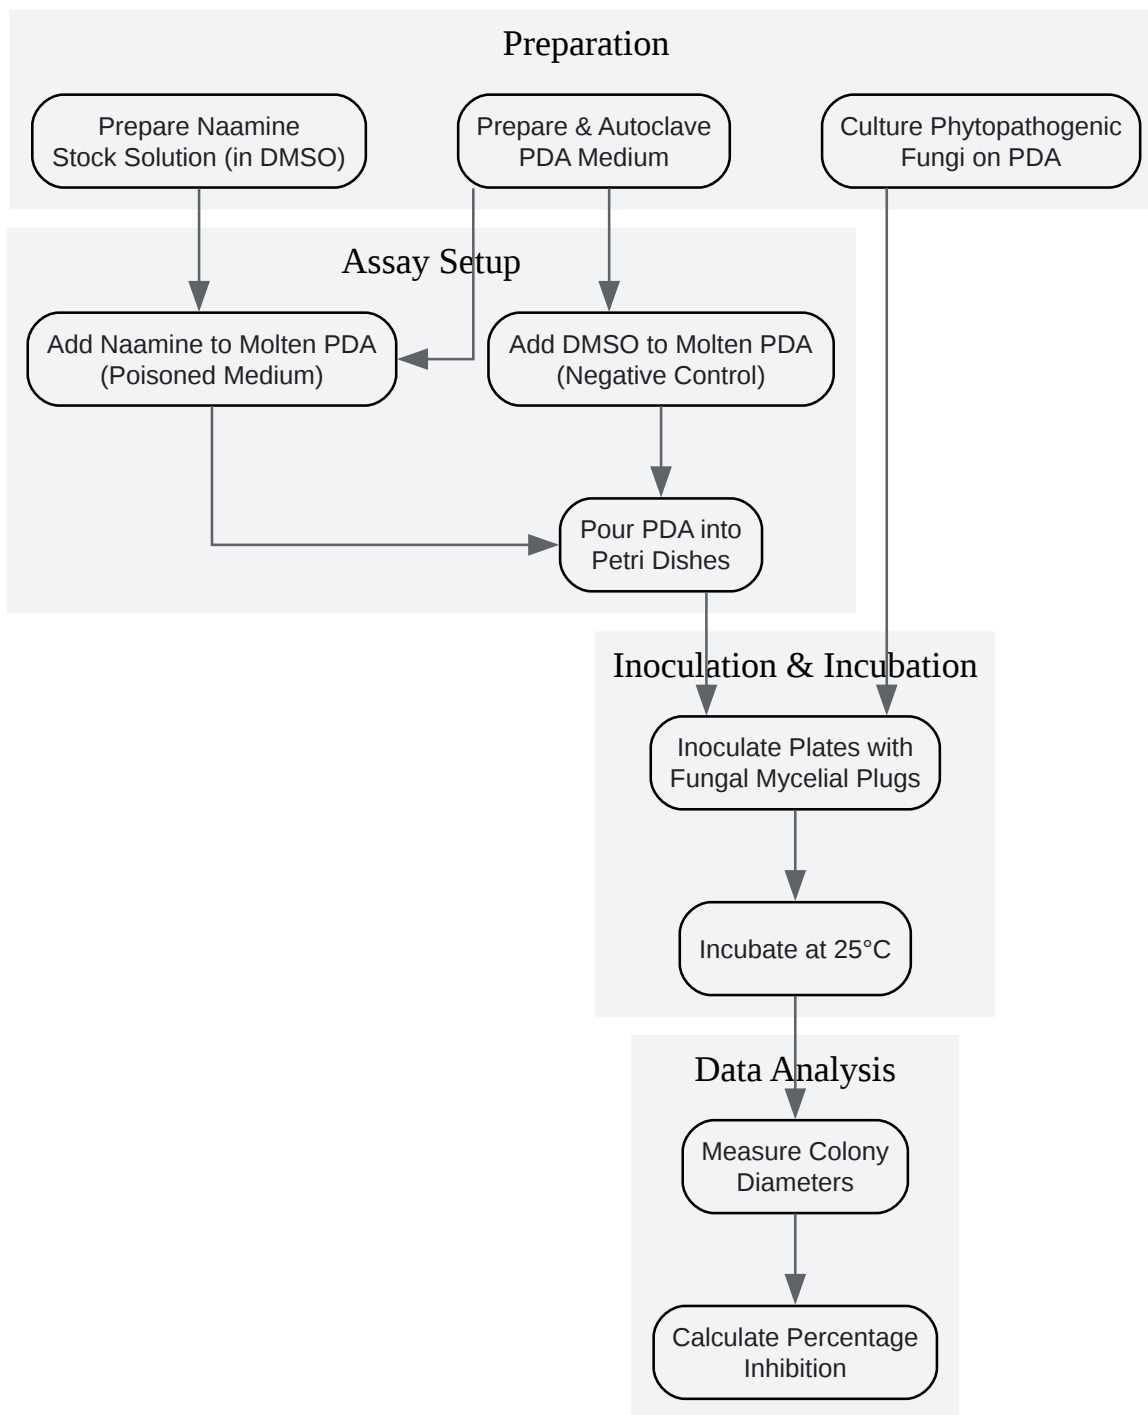 Preparation
Prepare Naamine
Stock Solution (in DMSO)
Prepare & Autoclave
PDA Medium
Culture Phytopathogenic
Fungi on PDA
Assay Setup
Add Naamine to Molten PDA
(Poisoned Medium)
Add DMSO to Molten PDA
(Negative Control)
Pour PDA into
Petri Dishes
Inoculation & Incubation
Inoculate Plates with
Fungal Mycelial Plugs
Incubate at 25°C
Data Analysis
Measure Colony
Diameters
Calculate Percentage
Inhibition